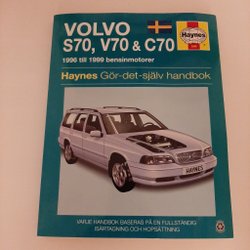 VOLVO
S70, V70 & C70
1996 till 1999 bensinmotorer
Haynes
Haynes Gör-det-själv handbok
HAYNES
VARJE HANDBOK BASERAS PÅ EN FULLSTÄNDIG
ISÄRTAGNING OCH HOPSÄTTNING